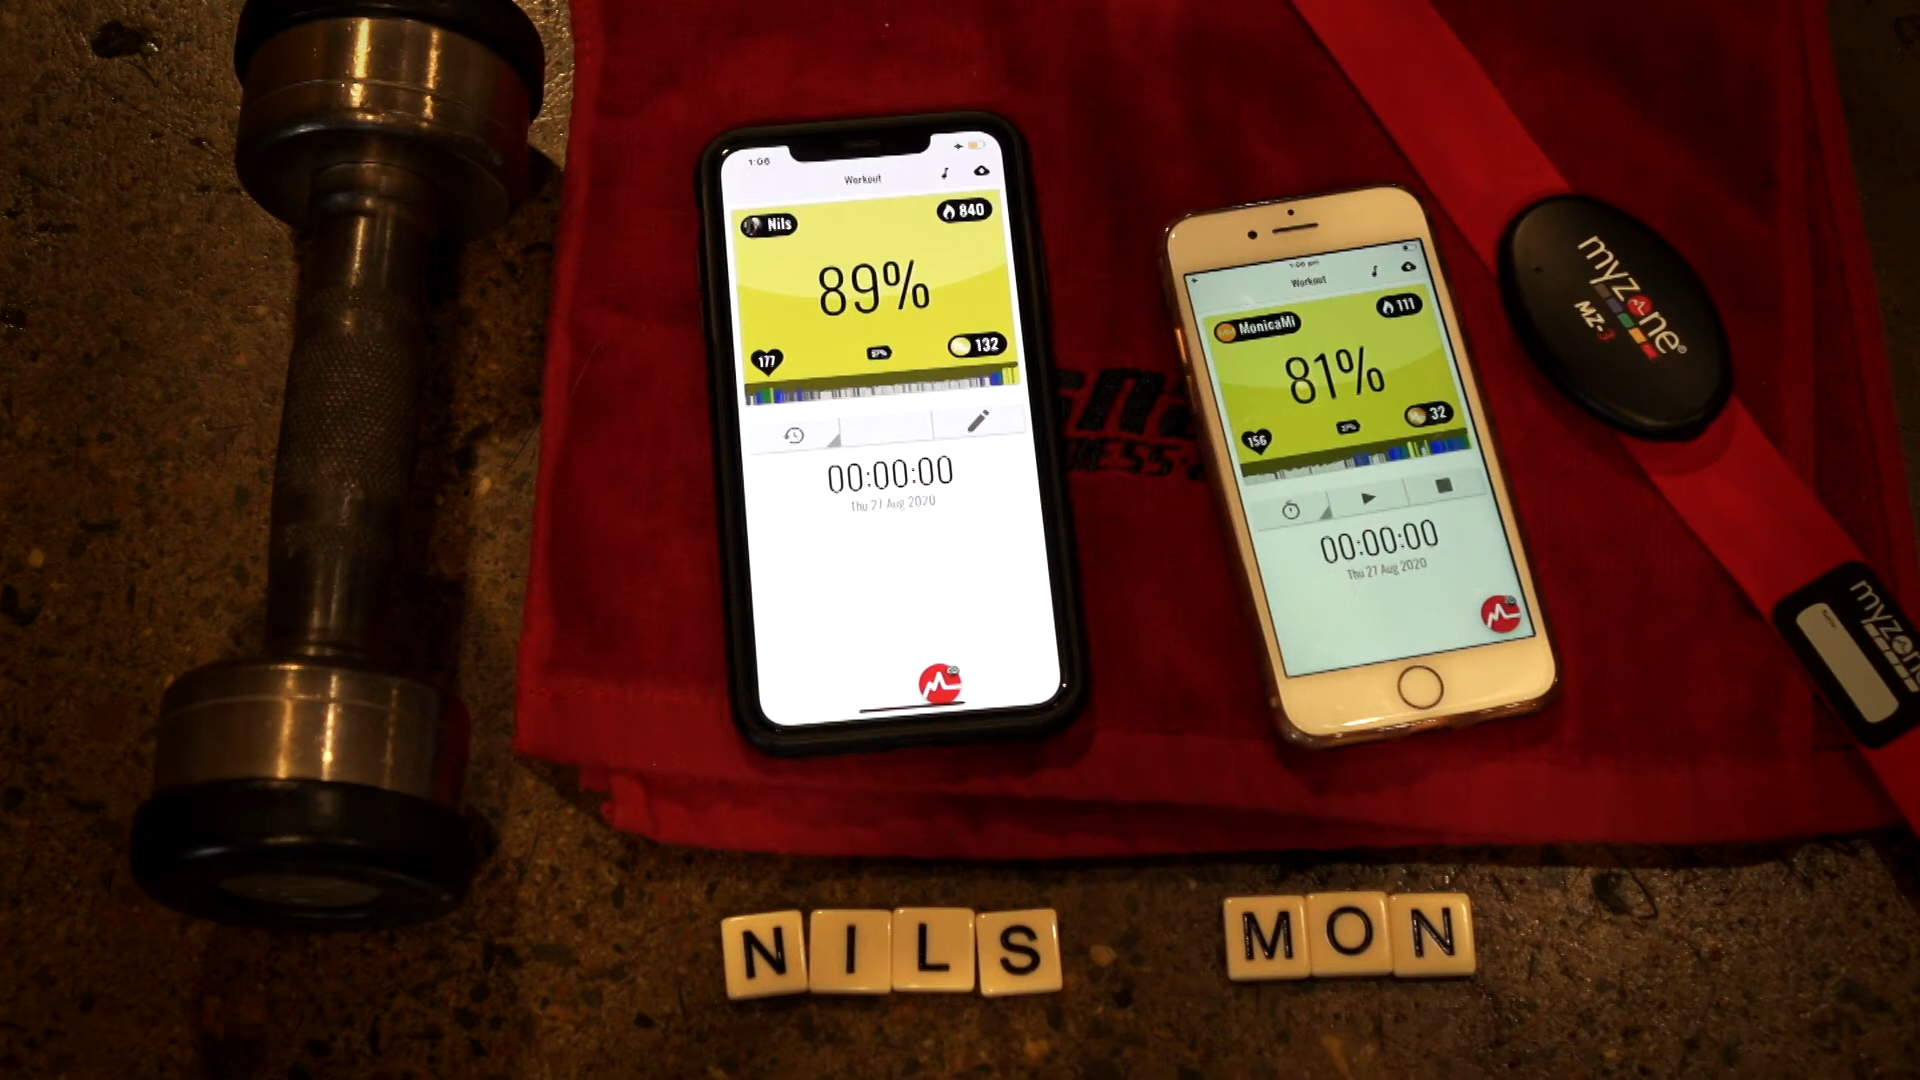 1:06
Workout
Nils
840
89%
177
97%
132
00:00:00
Thu 27 Aug 2020
Workout
MonicaMi
111
81%
156
32
00:00:00
Thu 27 Aug 2020
myzone®
MZ-3
myzone
NILS
MON